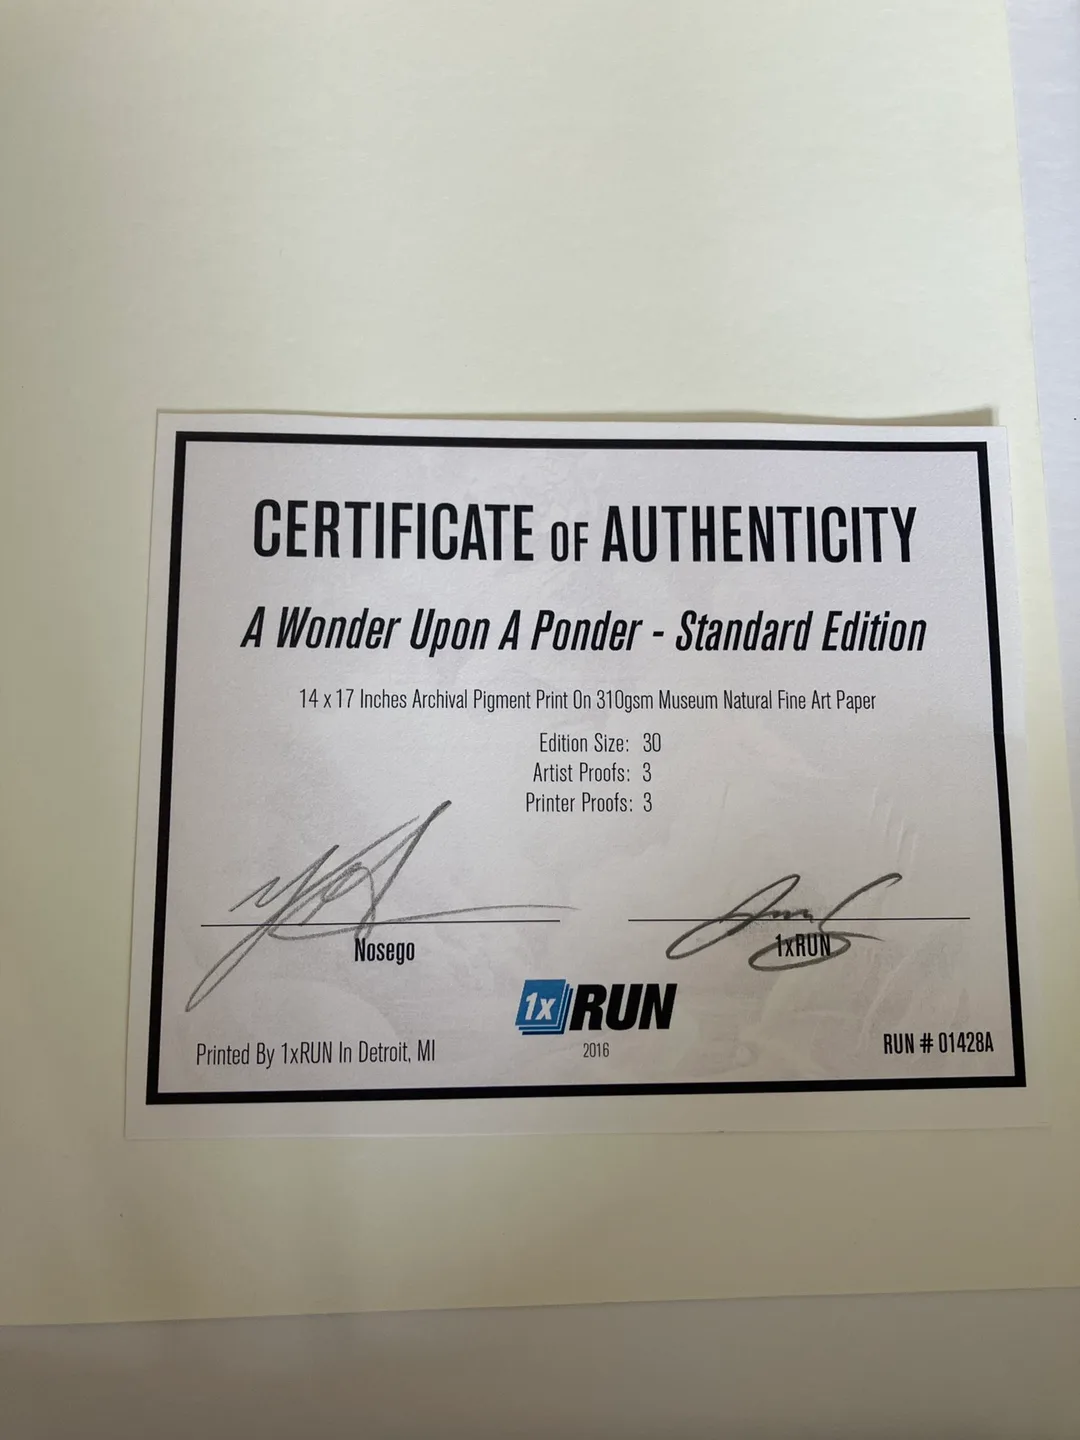 CERTIFICATE OF AUTHENTICITY
A Wonder Upon A Ponder - Standard Edition
14 x 17 Inches Archival Pigment Print On 310gsm Museum Natural Fine Art Paper
Edition Size: 30
Artist Proofs: 3
Printer Proofs: 3
Nosego
1xRUN
1x RUN
2016
Printed By 1xRUN In Detroit, MI
RUN # 01428A